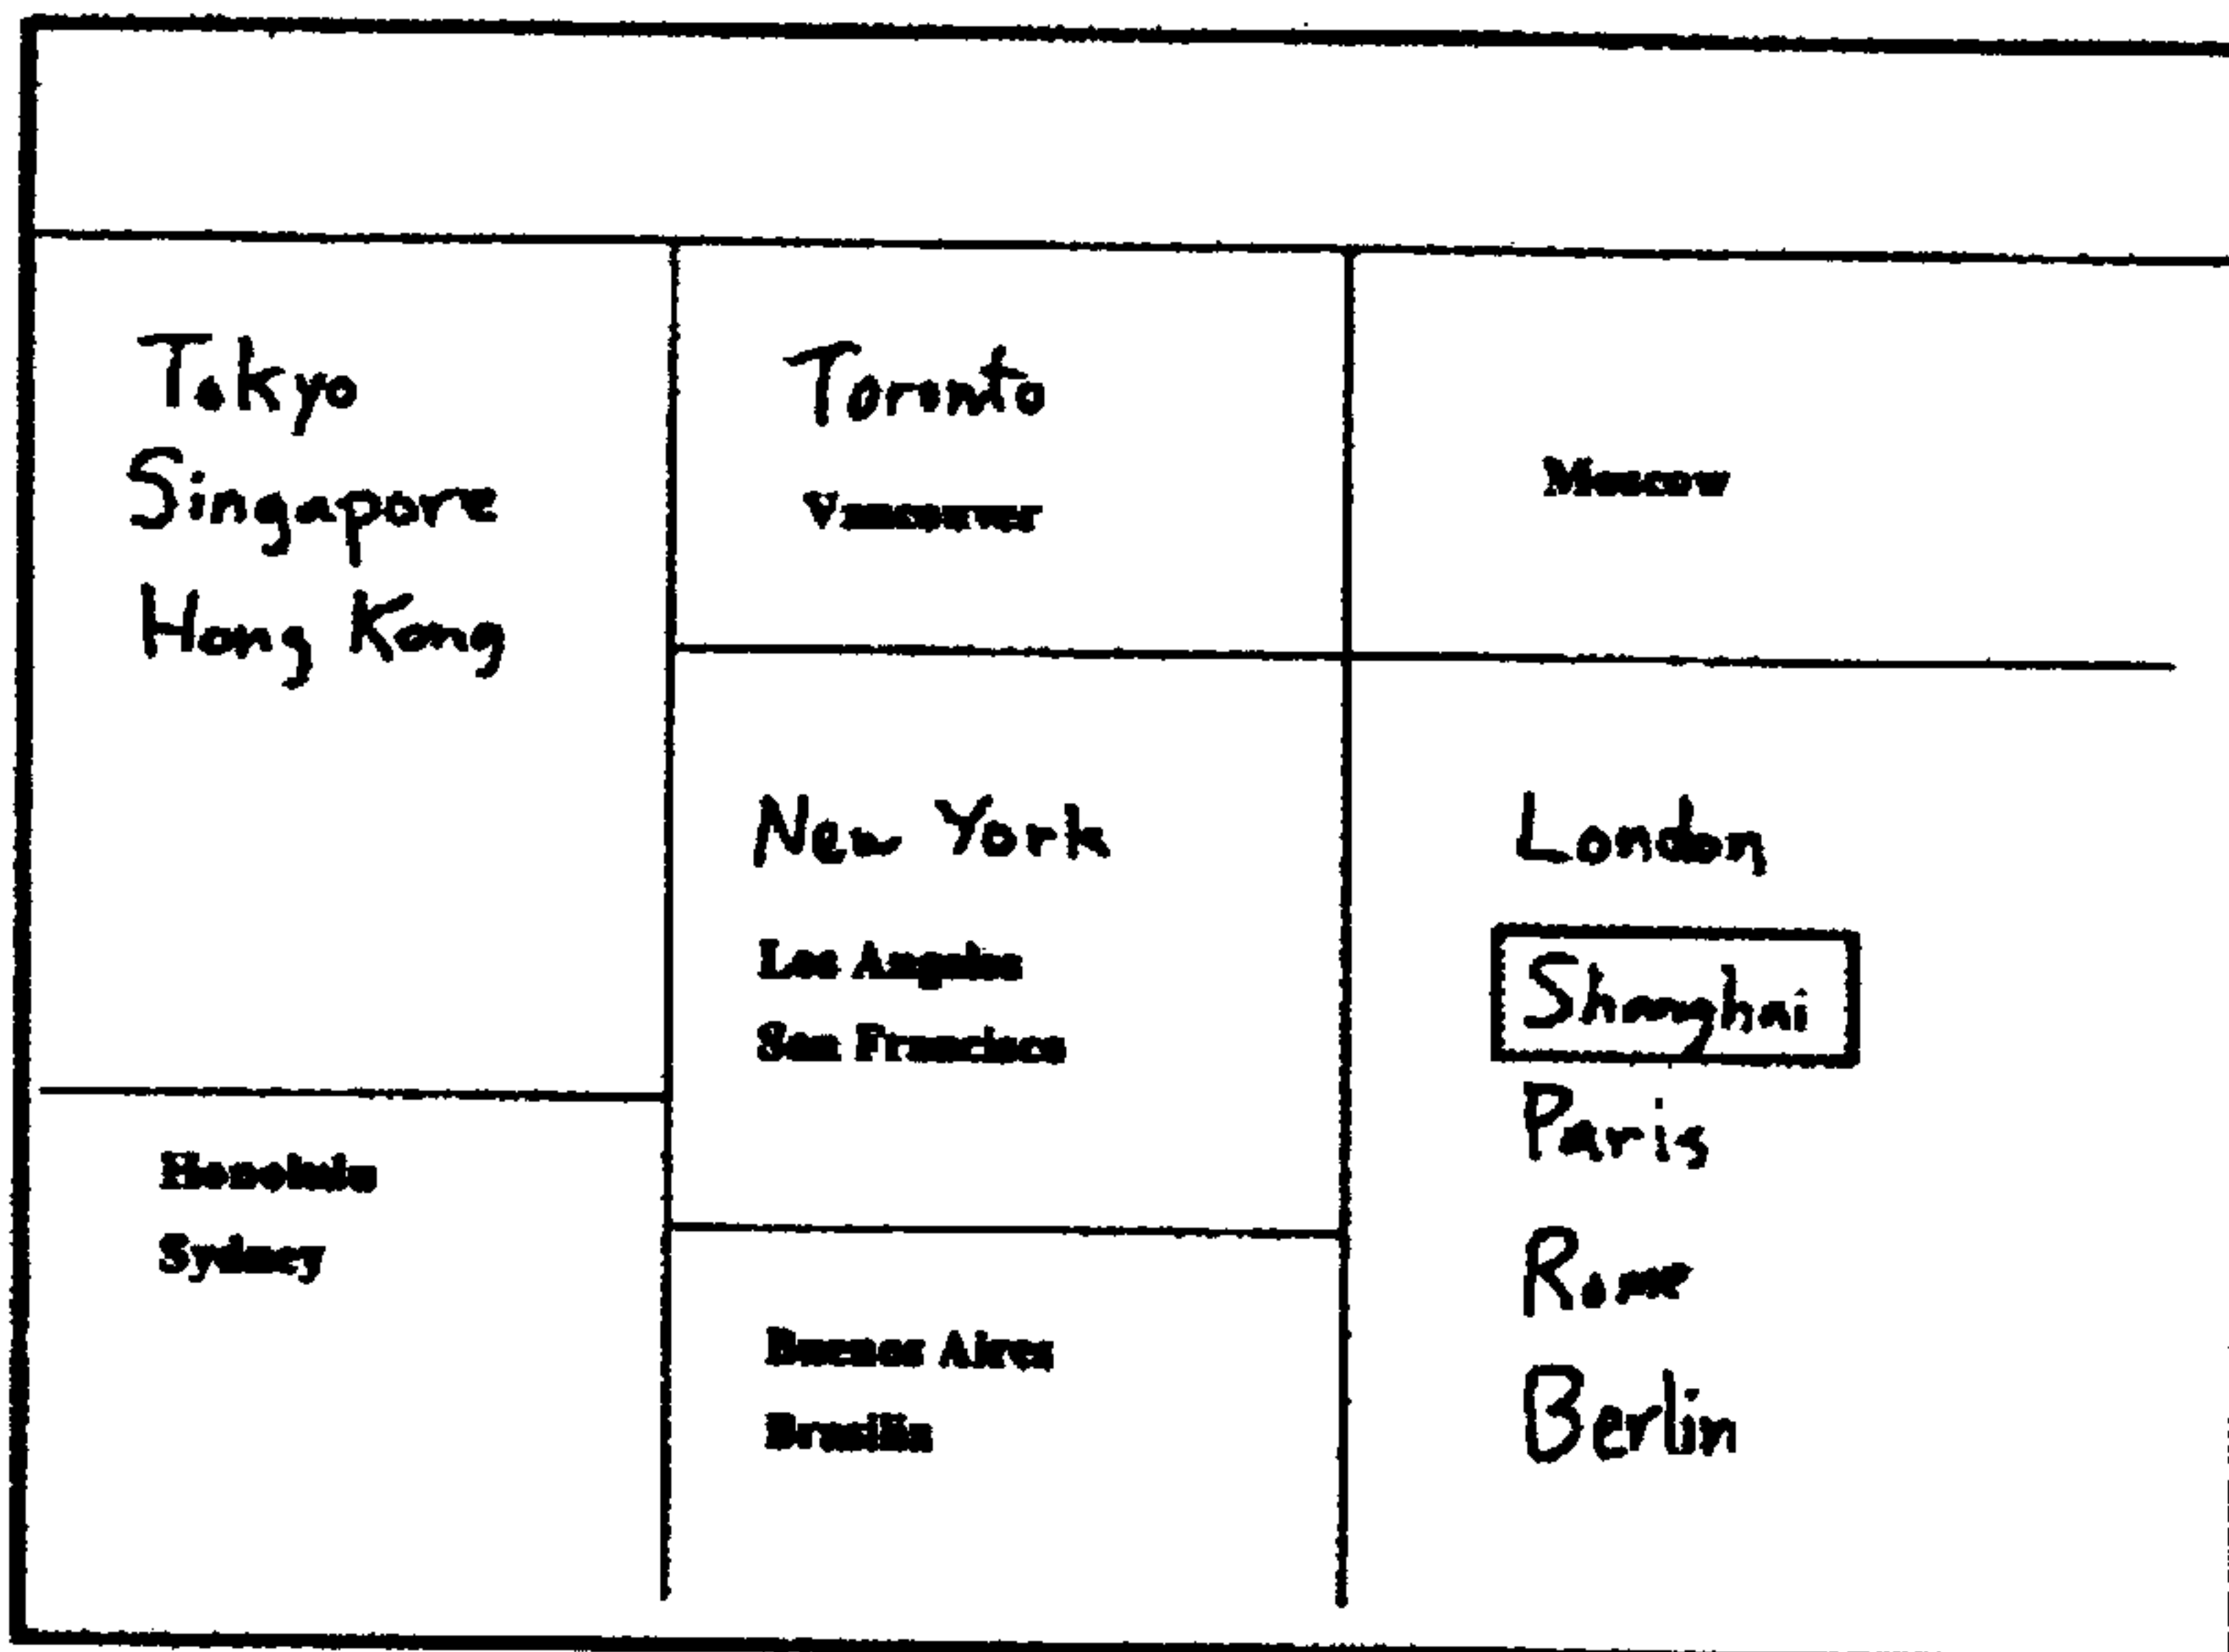 Tokyo
Singapore
Hong Kong
Honolulu
Sydney
Toronto
Vancouver
New York
Los Angeles
San Francisco
Buenos Aires
Brasilia
Moscow
London
Shanghai
Paris
Rome
Berlin